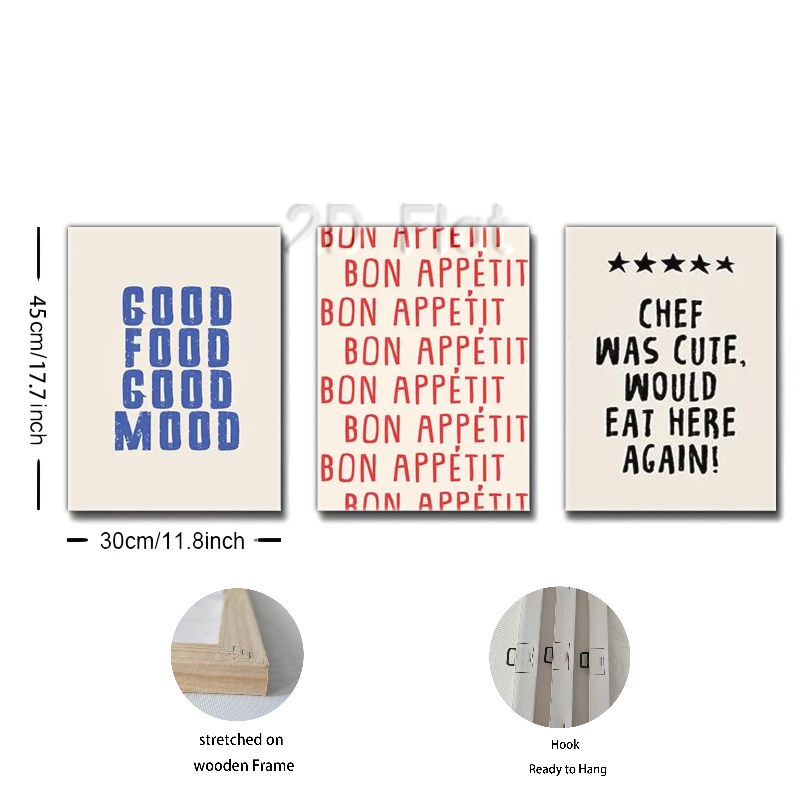 2D Flat
45cm/17.7inch
GOOD
FOOD
GOOD
MOOD
BON APPÉTIT
BON APPÉTIT
BON APPÉTIT
BON APPÉTIT
BON APPÉTIT
BON APPÉTIT
BON APPÉTIT
BON APPÉTIT
★★★★★
CHEF
WAS CUTE,
WOULD
EAT HERE
AGAIN!
30cm/11.8inch
stretched on
wooden Frame
Hook
Ready to Hang